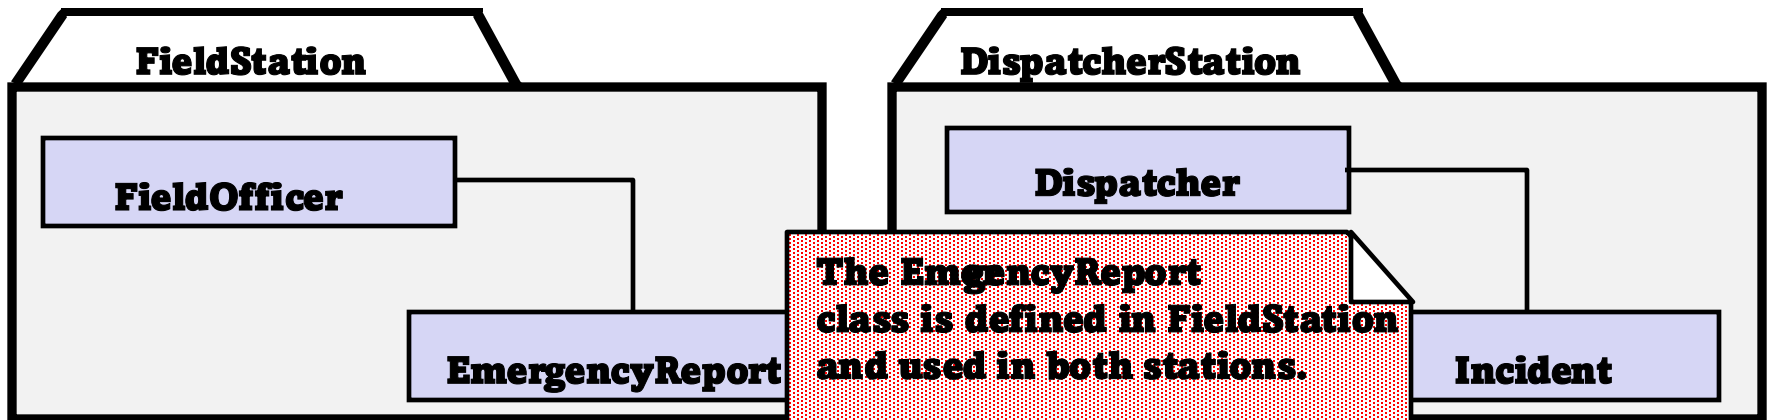 FieldStation
DispatcherStation
FieldOfficer
Dispatcher
The EmgencyReport
class is defined in FieldStation
and used in both stations.
EmergencyReport
Incident